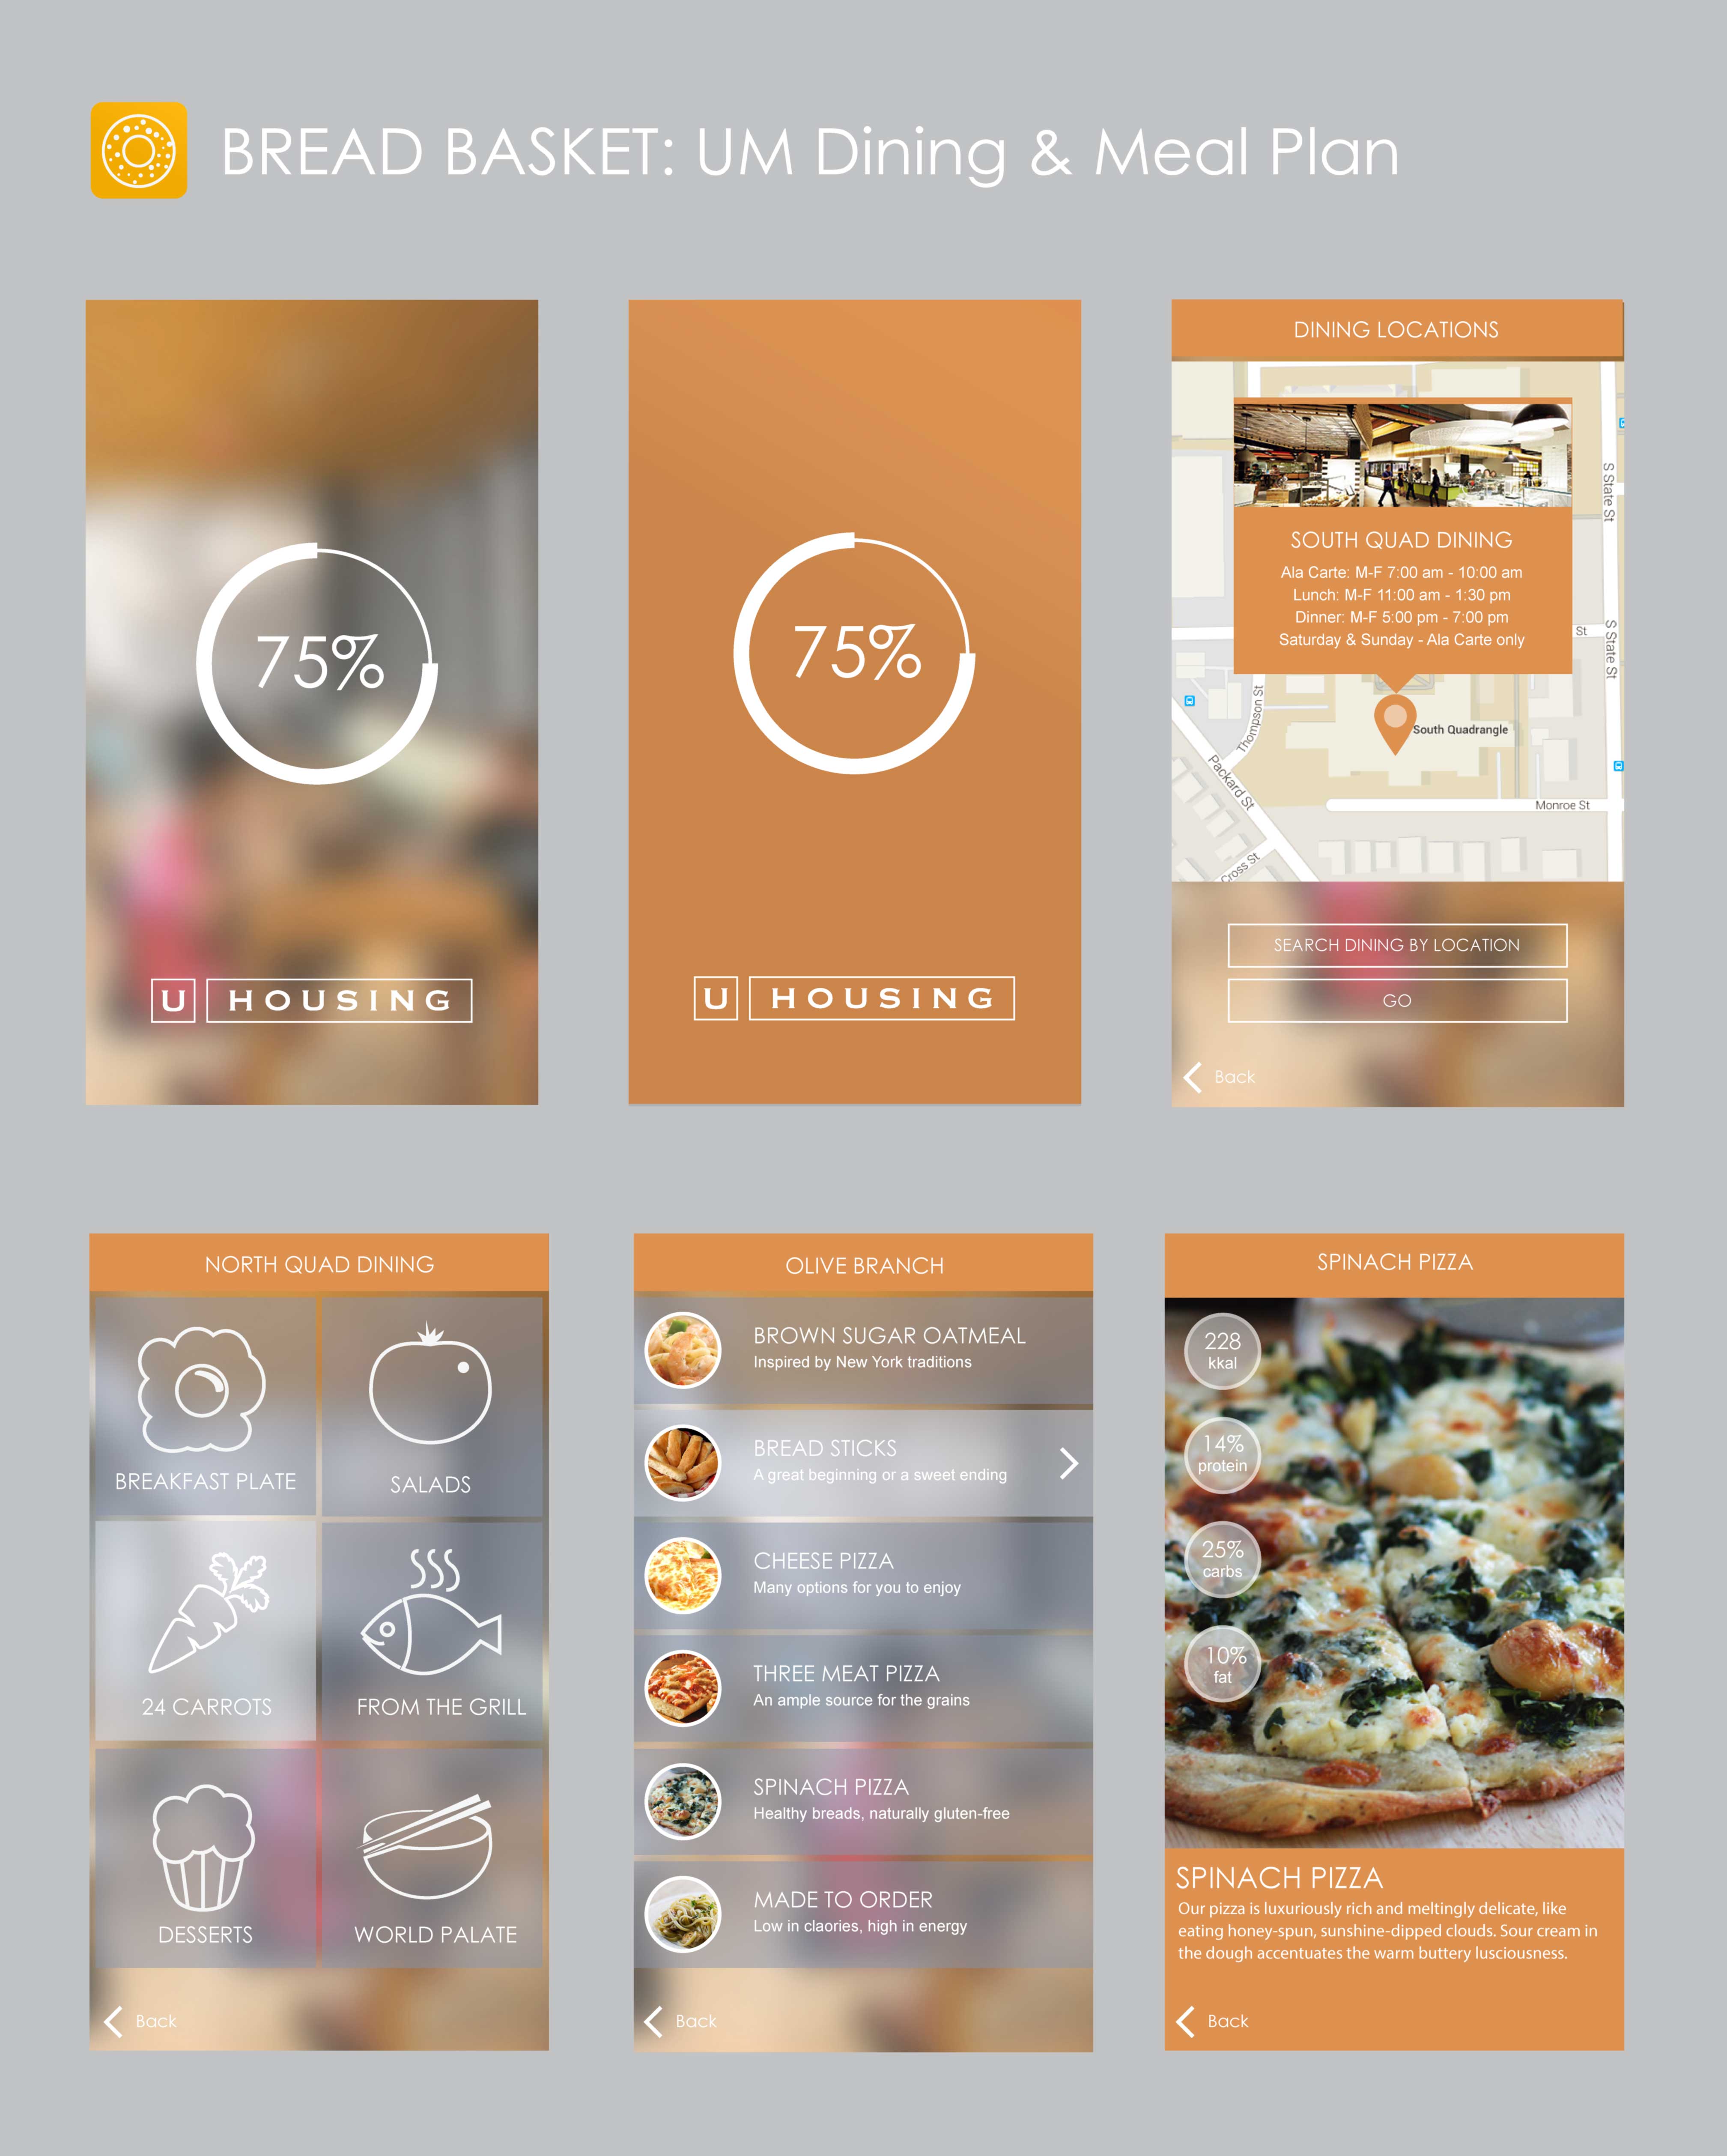 BREAD BASKET: UM Dining & Meal Plan
75%
U HOUSING
75%
U HOUSING
DINING LOCATIONS
SOUTH QUAD DINING
Ala Carte: M-F 7:00 am - 10:00 am
Lunch: M-F 11:00 am - 1:30 pm
Dinner: M-F 5:00 pm - 7:00 pm
Saturday & Sunday - Ala Carte only
S State St
St
S State St
Thompson St
South Quadrangle
Packard St
Monroe St
Cross St
SEARCH DINING BY LOCATION
GO
Back
NORTH QUAD DINING
BREAKFAST PLATE
SALADS
24 CARROTS
FROM THE GRILL
DESSERTS
WORLD PALATE
Back
OLIVE BRANCH
BROWN SUGAR OATMEAL
Inspired by New York traditions
BREAD STICKS
A great beginning or a sweet ending
CHEESE PIZZA
Many options for you to enjoy
THREE MEAT PIZZA
An ample source for the grains
SPINACH PIZZA
Healthy breads, naturally gluten-free
MADE TO ORDER
Low in claories, high in energy
Back
SPINACH PIZZA
228
kkal
14%
protein
25%
carbs
10%
fat
SPINACH PIZZA
Our pizza is luxuriously rich and meltingly delicate, like
eating honey-spun, sunshine-dipped clouds. Sour cream in
the dough accentuates the warm buttery lusciousness.
Back